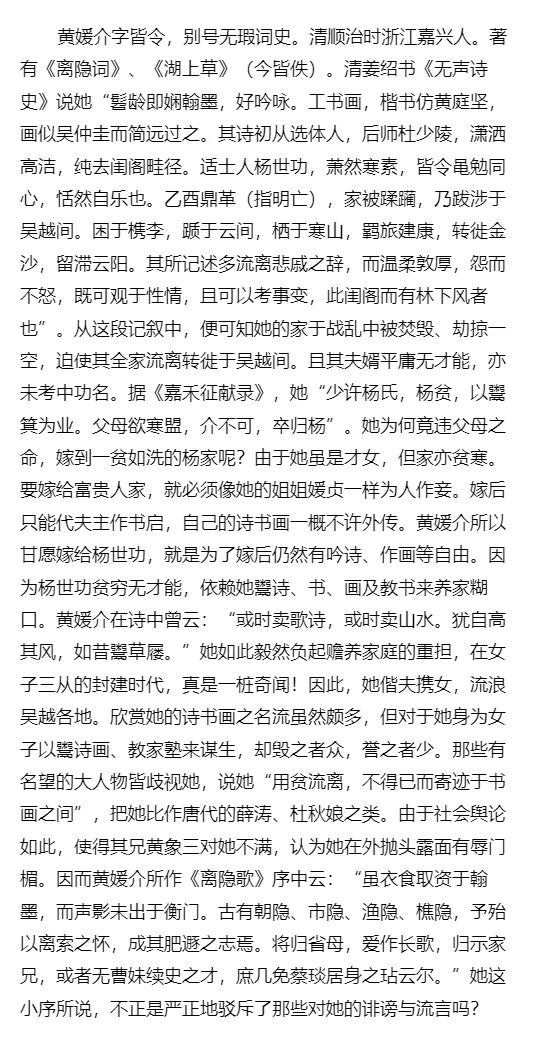 黄媛介字皆令，别号无瑕词史。清顺治时浙江嘉兴人。著
有《离隐词》、《湖上草》（今皆佚）。清姜绍书《无声诗
史》说她“髫龄即娴翰墨，好吟咏。工书画，楷书仿黄庭坚，
画似吴仲圭而简远过之。其诗初从选体人，后师杜少陵，潇洒
高洁，纯去闺阁畦径。适士人杨世功，萧然寒素，皆令黾勉同
心，恬然自乐也。乙酉鼎革（指明亡），家被蹂躏，乃跋涉于
吴越间。困于槜李，踬于云间，栖于寒山，羁旅建康，转徙金
沙，留滞云阳。其所记述多流离悲戚之辞，而温柔敦厚，怨而
不怒，既可观于性情，且可以考事变，此闺阁而有林下风者
也”。从这段记叙中，便可知她的家于战乱中被焚毁、劫掠一
空，迫使其全家流离转徙于吴越间。且其夫婿平庸无才能，亦
未考中功名。据《嘉禾征献录》，她“少许杨氏，杨贫，以鬻
箕为业。父母欲寒盟，介不可，卒归杨”。她为何竟违父母之
命，嫁到一贫如洗的杨家呢？由于她虽是才女，但家亦贫寒。
要嫁给富贵人家，就必须像她的姐姐媛贞一样为人作妾。嫁后
只能代夫主作书启，自己的诗书画一概不许外传。黄媛介所以
甘愿嫁给杨世功，就是为了嫁后仍然有吟诗、作画等自由。因
为杨世功贫穷无才能，依赖她鬻诗、书、画及教书来养家糊
口。黄媛介在诗中曾云：“或时卖歌诗，或时卖山水。犹自高
其风，如昔鬻草屦。”她如此毅然负起赡养家庭的重担，在女
子三从的封建时代，真是一桩奇闻！因此，她偕夫携女，流浪
吴越各地。欣赏她的诗书画之名流虽然颇多，但对于她身为女
子以鬻诗画、教家塾来谋生，却毁之者众，誉之者少。那些有
名望的大人物皆歧视她，说她“用贫流离，不得已而寄迹于书
画之间”，把她比作唐代的薛涛、杜秋娘之类。由于社会舆论
如此，使得其兄黄象三对她不满，认为她在外抛头露面有辱门
楣。因而黄媛介所作《离隐歌》序中云：“虽衣食取资于翰
墨，而声影未出于衡门。古有朝隐、市隐、渔隐、樵隐，予殆
以离索之怀，成其肥遯之志焉。将归省母，爰作长歌，归示家
兄，或者无曹妹续史之才，庶几免蔡琰居身之玷云尔。”她这
小序所说，不正是严正地驳斥了那些对她的诽谤与流言吗？